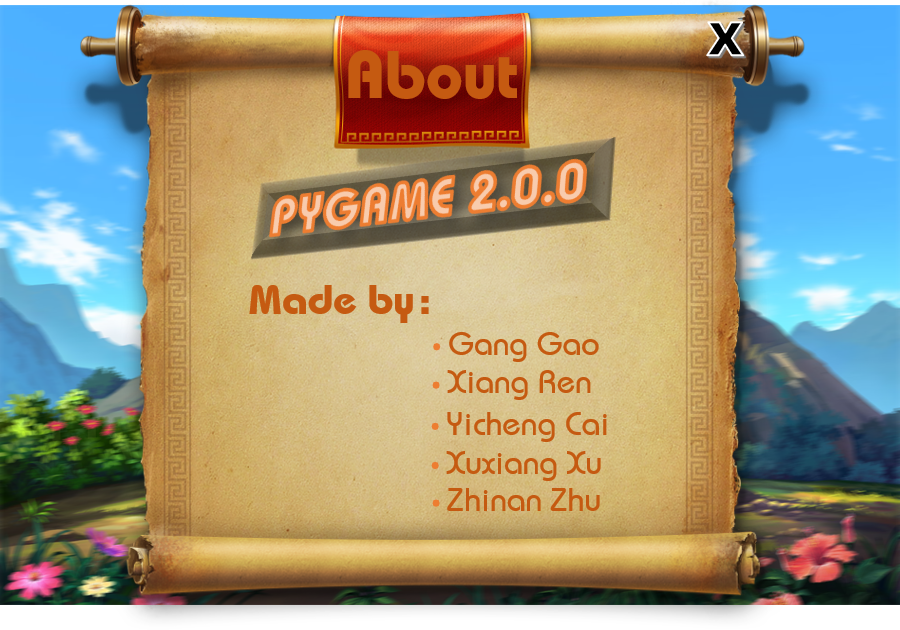 X
About
PYGAME 2.0.0
Made by:
• Gang Gao
• Xiang Ren
• Yicheng Cai
• Xuxiang Xu
• Zhinan Zhu